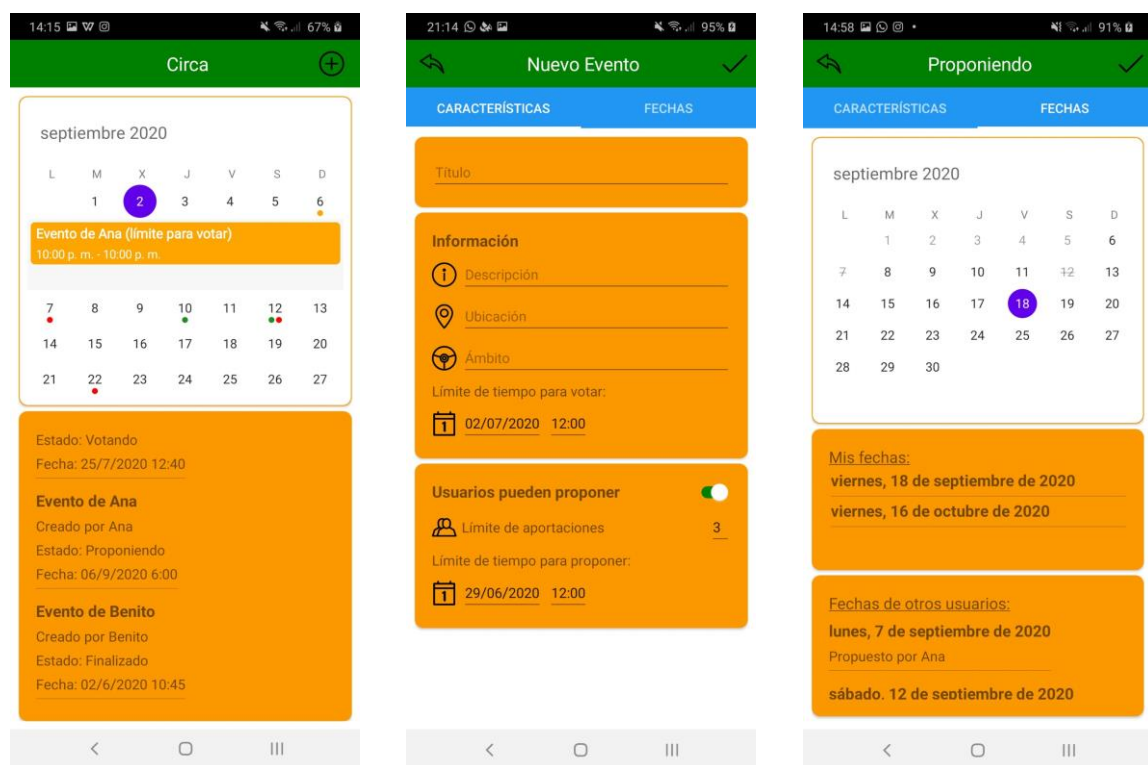 14:15 67%
Circa
septiembre 2020
L M X J V S D
1 2 3 4 5 6
Evento de Ana (límite para votar)
10:00 p. m. - 10:00 p. m.
7 8 9 10 11 12 13
14 15 16 17 18 19 20
21 22 23 24 25 26 27
Estado: Votando
Fecha: 25/7/2020 12:40
Evento de Ana
Creado por Ana
Estado: Proponiendo
Fecha: 06/9/2020 6:00
Evento de Benito
Creado por Benito
Estado: Finalizado
Fecha: 02/6/2020 10:45
21:14 95%
Nuevo Evento
CARACTERÍSTICAS FECHAS
Título
Información
Descripción
Ubicación
Ámbito
Límite de tiempo para votar:
1 02/07/2020 12:00
Usuarios pueden proponer
Límite de aportaciones 3
Límite de tiempo para proponer:
1 29/06/2020 12:00
14:58 91%
Proponiendo
CARACTERÍSTICAS FECHAS
septiembre 2020
L M X J V S D
1 2 3 4 5 6
7 8 9 10 11 12 13
14 15 16 17 18 19 20
21 22 23 24 25 26 27
28 29 30
Mis fechas:
viernes, 18 de septiembre de 2020
viernes, 16 de octubre de 2020
Fechas de otros usuarios:
lunes, 7 de septiembre de 2020
Propuesto por Ana
sábado, 12 de septiembre de 2020